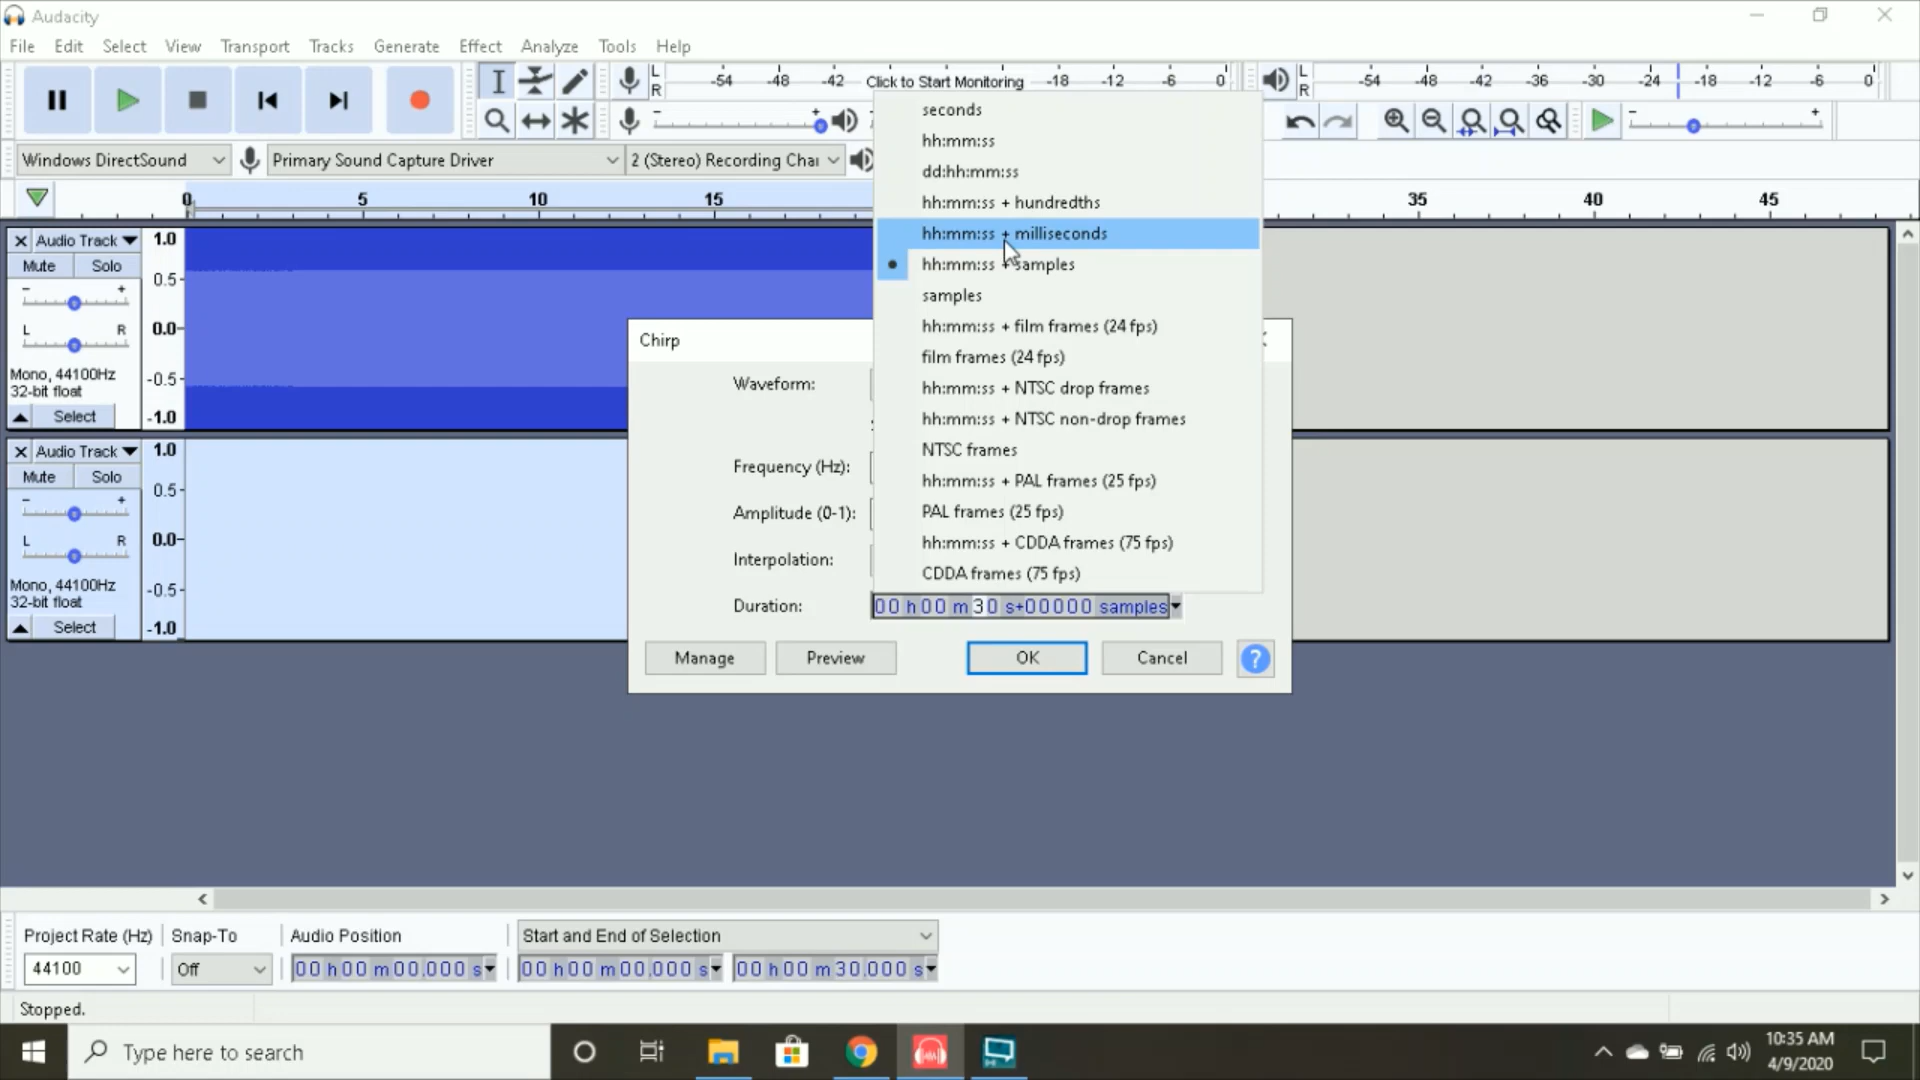 Audacity
File Edit Select View Transport Tracks Generate Effect Analyze Tools Help
L R -54 -48 -42 Click to Start Monitoring -18 -12 -6 0
L R -54 -48 -42 -36 -30 -24 -18 -12 -6 0
- +
- +
Windows DirectSound
Primary Sound Capture Driver
2 (Stereo) Recording Chai
0 5 10 15 35 40 45
Audio Track
Mute Solo
- +
L R
Mono, 44100Hz
32-bit float
Select
1.0
0.5
0.0
-0.5
-1.0
Audio Track
Mute Solo
- +
L R
Mono, 44100Hz
32-bit float
Select
1.0
0.5
0.0
-0.5
-1.0
seconds
hh:mm:ss
dd:hh:mm:ss
hh:mm:ss + hundredths
hh:mm:ss + milliseconds
hh:mm:ss + samples
samples
hh:mm:ss + film frames (24 fps)
film frames (24 fps)
hh:mm:ss + NTSC drop frames
hh:mm:ss + NTSC non-drop frames
NTSC frames
hh:mm:ss + PAL frames (25 fps)
PAL frames (25 fps)
hh:mm:ss + CDDA frames (75 fps)
CDDA frames (75 fps)
Chirp
Waveform:
Frequency (Hz):
Amplitude (0-1):
Interpolation:
Duration: 00 h 00 m 30 s+00000 samples
Manage Preview OK Cancel ?
Project Rate (Hz) Snap-To Audio Position Start and End of Selection
44100 Off 00 h 00 m 00,000 s 00 h 00 m 00,000 s 00 h 00 m 30,000 s
Stopped.
Type here to search
10:35 AM
4/9/2020